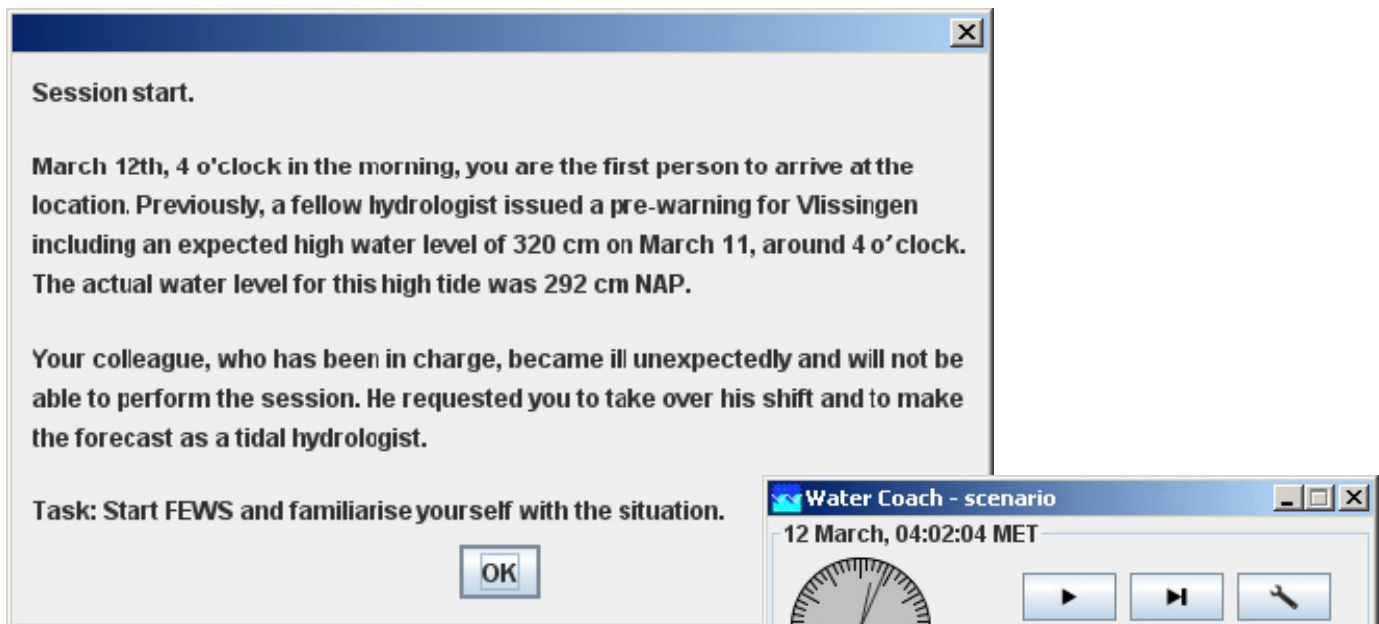 Session start.
March 12th, 4 o'clock in the morning, you are the first person to arrive at the
location. Previously, a fellow hydrologist issued a pre-warning for Vlissingen
including an expected high water level of 320 cm on March 11, around 4 o’ clock.
The actual water level for this high tide was 292 cm NAP.
Your colleague, who has been in charge, became ill unexpectedly and will not be
able to perform the session. He requested you to take over his shift and to make
the forecast as a tidal hydrologist.
Task: Start FEWS and familiarise yourself with the situation.
OK
Water Coach - scenario
12 March, 04:02:04 MET